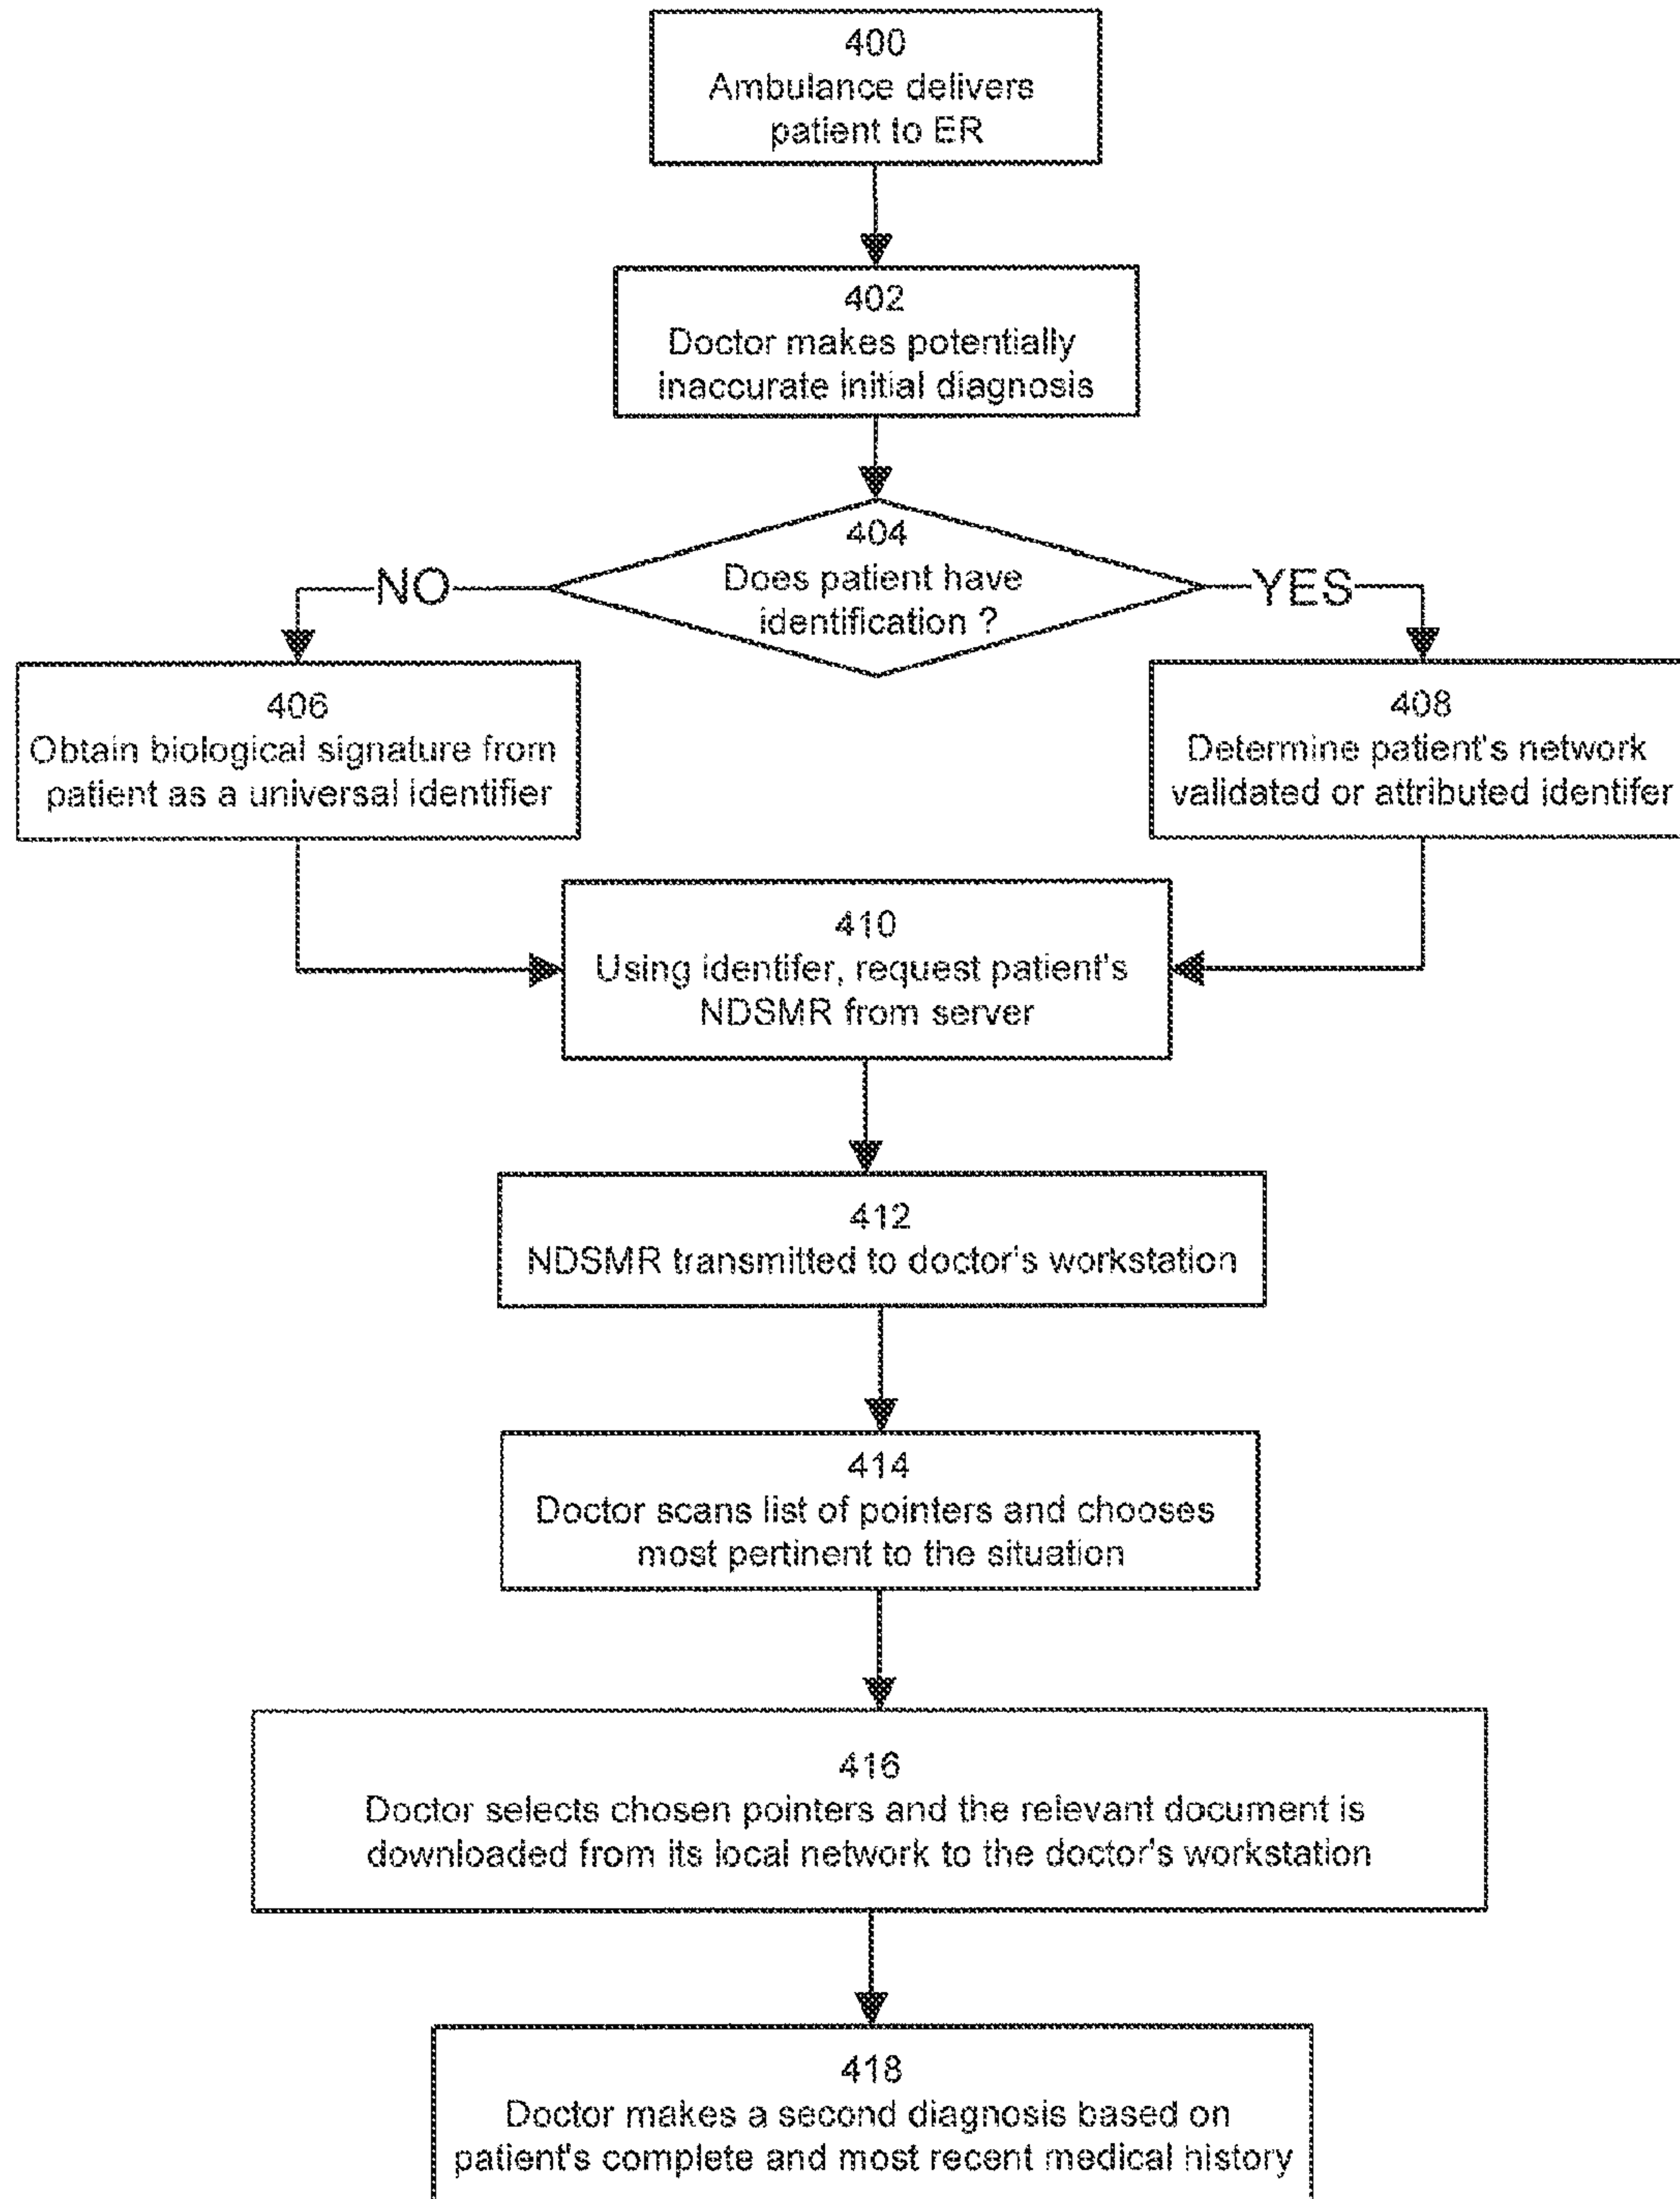 400
Ambulance delivers
patient to ER
402
Doctor makes potentially
inaccurate initial diagnosis
404
Does patient have
identification ?
NO
YES
406
Obtain biological signature from
patient as a universal identifier
408
Determine patient's network
validated or attributed identifer
410
Using identifer, request patient's
NDSMR from server
412
NDSMR transmitted to doctor's workstation
414
Doctor scans list of pointers and chooses
most pertinent to the situation
416
Doctor selects chosen pointers and the relevant document is
downloaded from its local network to the doctor's workstation
418
Doctor makes a second diagnosis based on
patient's complete and most recent medical history